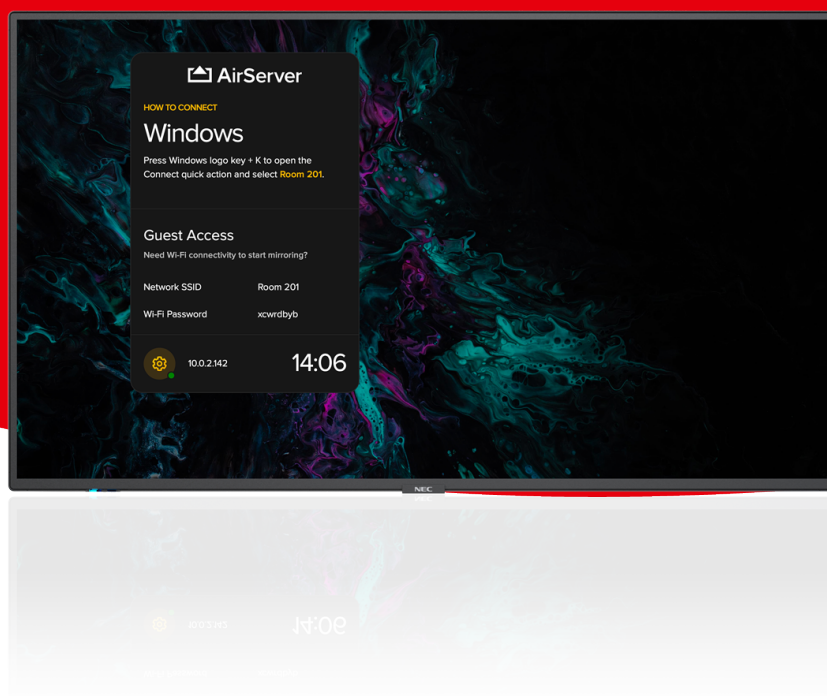 AirServer
HOW TO CONNECT
Windows
Press Windows logo key + K to open the
Connect quick action and select Room 201.
Guest Access
Need Wi-Fi connectivity to start mirroring?
Network SSID Room 201
Wi-Fi Password xcwrdbyb
10.0.2.142 14:06
NEC